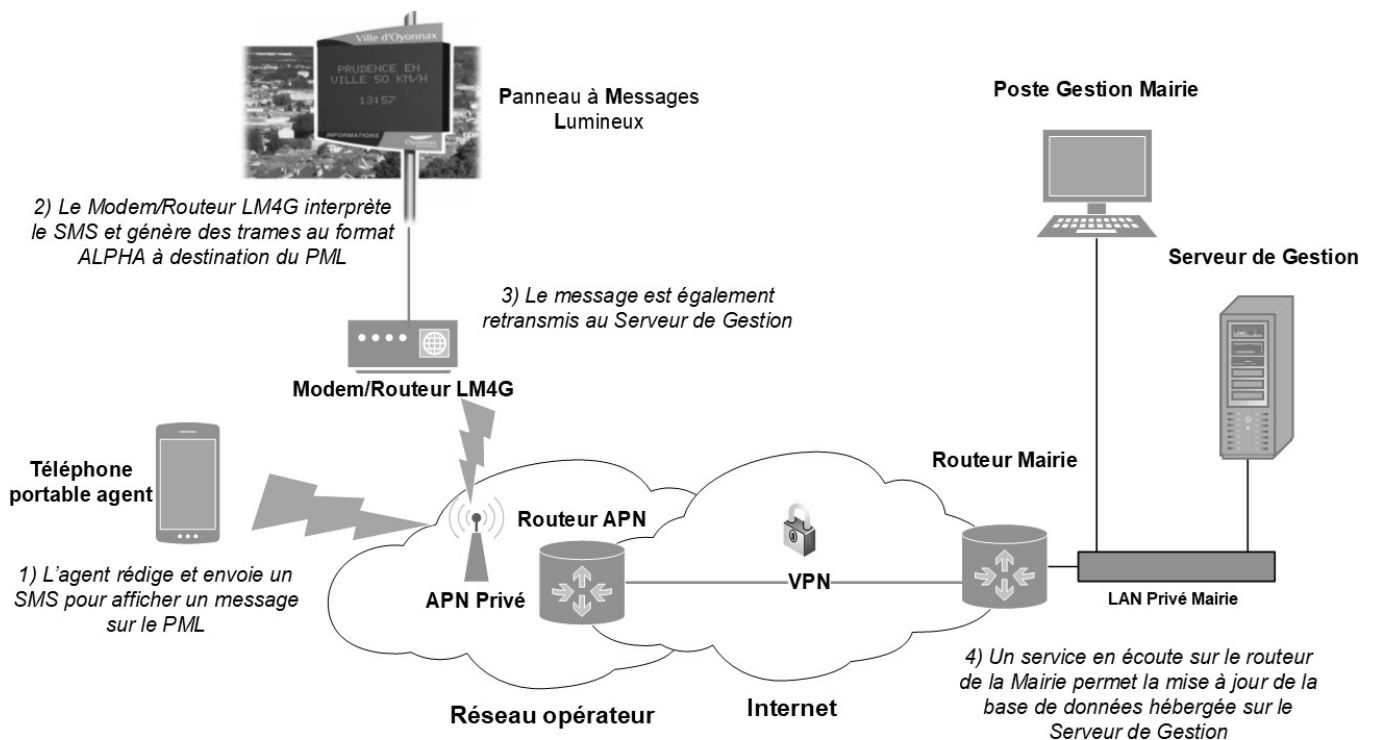 Ville d'Oyonnax
PRUDENCE EN
VILLE 50 KM/H
13:57
INFORMATIONS
Oyonnax
Panneau à Messages
Lumineux
Poste Gestion Mairie
2) Le Modem/Routeur LM4G interprète
le SMS et génère des trames au format
ALPHA à destination du PML
Serveur de Gestion
3) Le message est également
retransmis au Serveur de Gestion
Modem/Routeur LM4G
Téléphone
portable agent
Routeur Mairie
Routeur APN
1) L'agent rédige et envoie un
SMS pour afficher un message
sur le PML
APN Privé
VPN
LAN Privé Mairie
4) Un service en écoute sur le routeur
de la Mairie permet la mise à jour de la
base de données hébergée sur le
Serveur de Gestion
Réseau opérateur
Internet